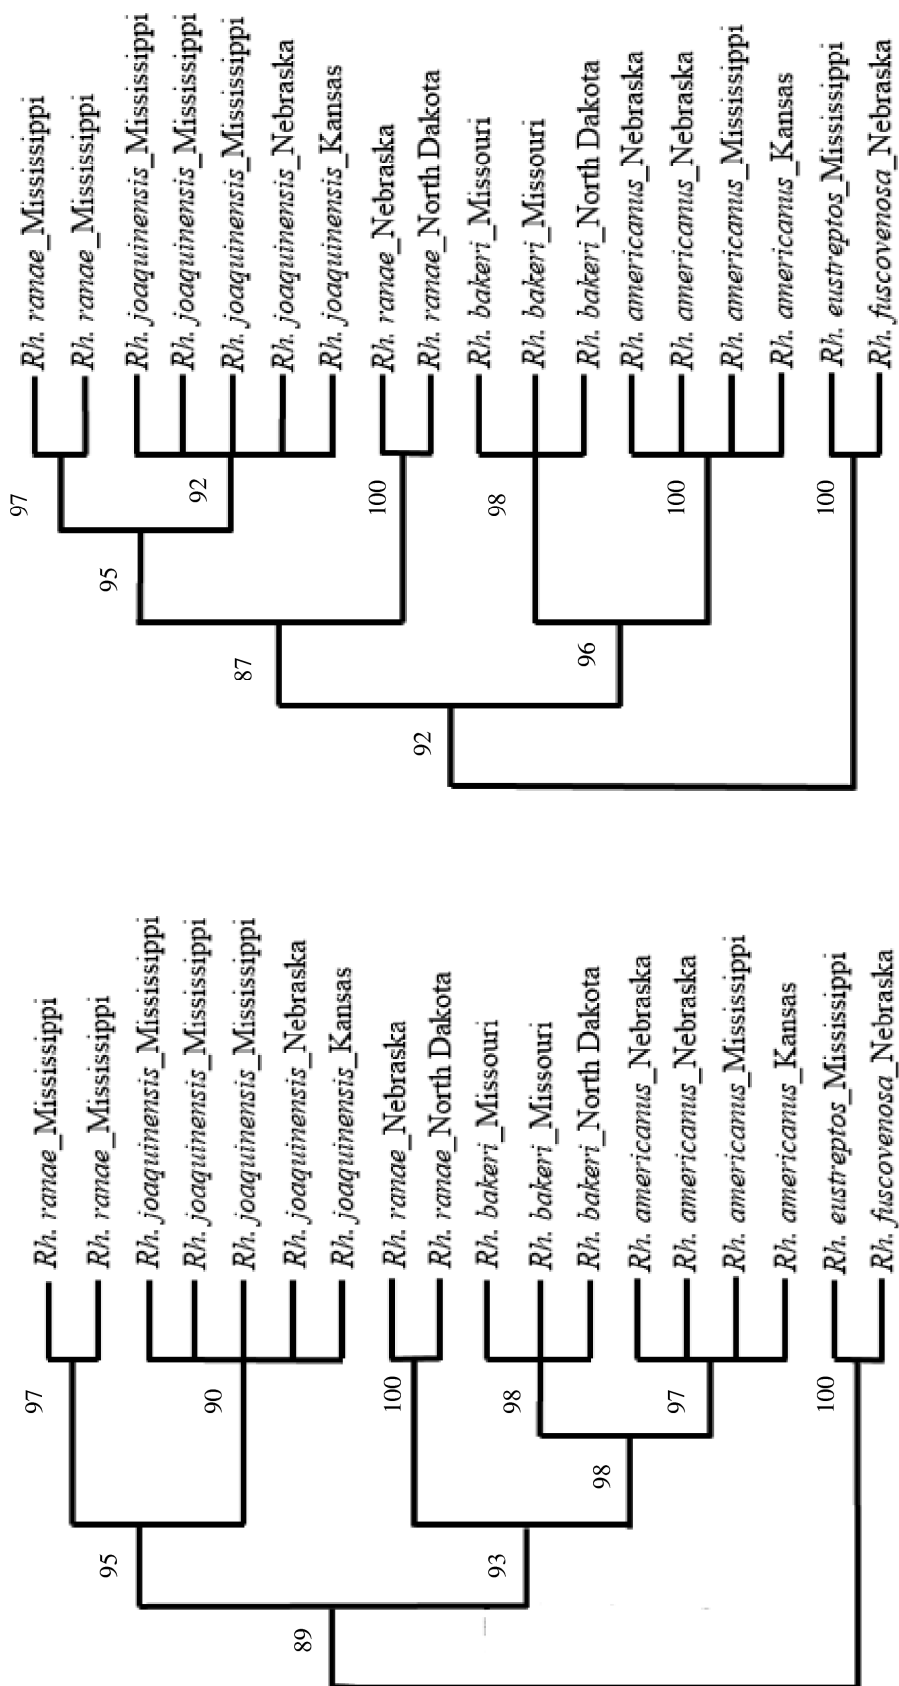 Rh. ranae_Mississippi
Rh. ranae_Mississippi
Rh. joaquinensis_Mississippi
Rh. joaquinensis_Mississippi
Rh. joaquinensis_Mississippi
Rh. joaquinensis_Nebraska
Rh. joaquinensis_Kansas
Rh. ranae_Nebraska
Rh. ranae_North Dakota
Rh. bakeri_Missouri
Rh. bakeri_Missouri
Rh. bakeri_North Dakota
Rh. americanus_Nebraska
Rh. americanus_Nebraska
Rh. americanus_Mississippi
Rh. americanus_Kansas
Rh. eustreptos_Mississippi
Rh. fuscovenosa_Nebraska
97
92
95
100
87
98
100
96
92
100
Rh. ranae_Mississippi
Rh. ranae_Mississippi
Rh. joaquinensis_Mississippi
Rh. joaquinensis_Mississippi
Rh. joaquinensis_Mississippi
Rh. joaquinensis_Nebraska
Rh. joaquinensis_Kansas
Rh. ranae_Nebraska
Rh. ranae_North Dakota
Rh. bakeri_Missouri
Rh. bakeri_Missouri
Rh. bakeri_North Dakota
Rh. americanus_Nebraska
Rh. americanus_Nebraska
Rh. americanus_Mississippi
Rh. americanus_Kansas
Rh. eustreptos_Mississippi
Rh. fuscovenosa_Nebraska
97
90
95
100
98
97
98
93
89
100